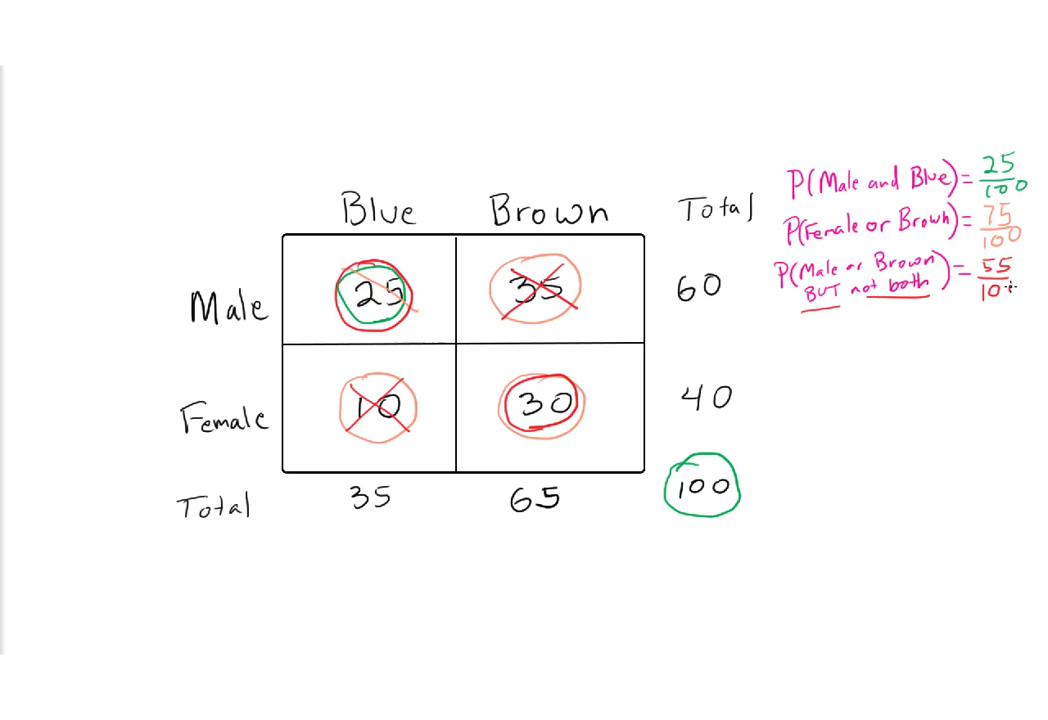 Blue Brown Total
Male 25 35 60
Female 10 30 40
Total 35 65 100
P(Male and Blue) = 25/100
P(Female or Brown) = 75/100
P(Male or Brown
BUT not both) = 55/10